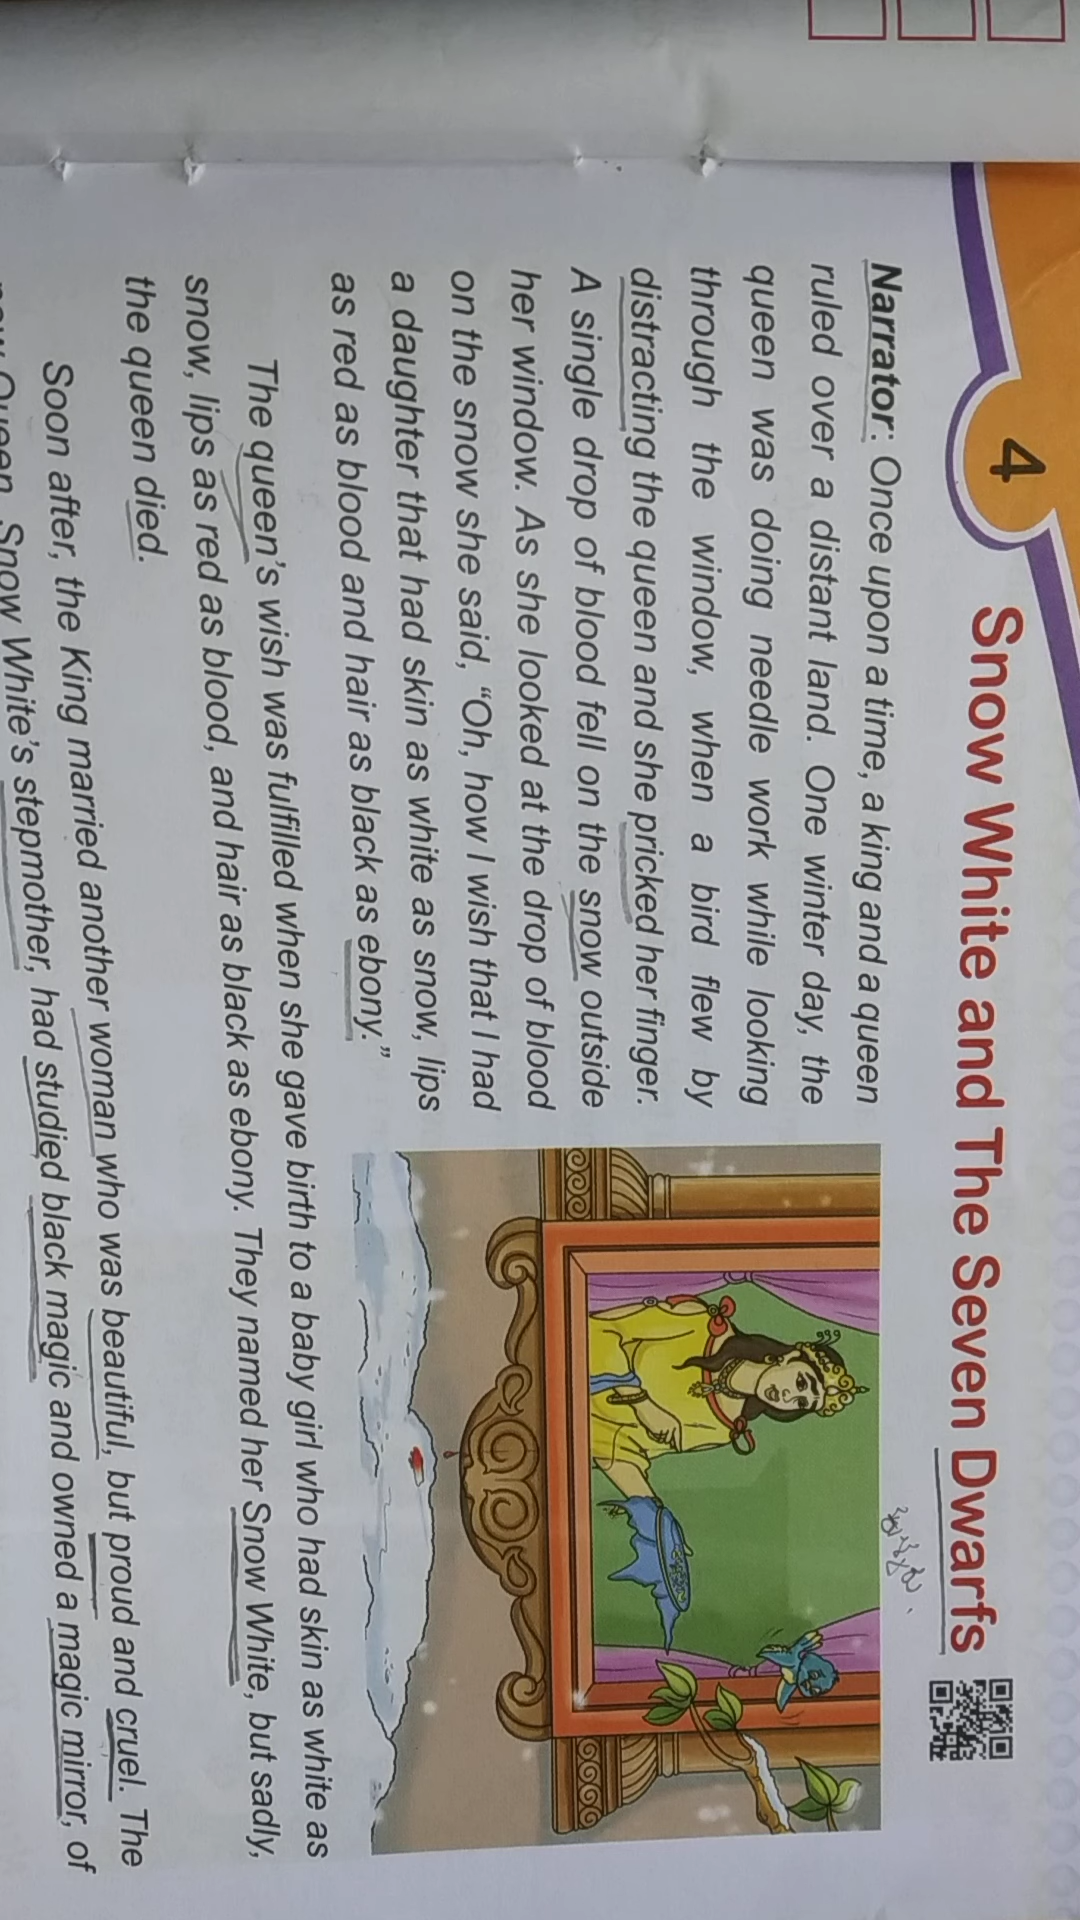 4
Snow White and The Seven Dwarfs
Narrator: Once upon a time, a king and a queen
ruled over a distant land. One winter day, the
queen was doing needle work while looking
through the window, when a bird flew by
distracting the queen and she pricked her finger.
A single drop of blood fell on the snow outside
her window. As she looked at the drop of blood
on the snow she said, “Oh, how I wish that I had
a daughter that had skin as white as snow, lips
as red as blood and hair as black as ebony.”
The queen's wish was fulfilled when she gave birth to a baby girl who had skin as white as
snow, lips as red as blood, and hair as black as ebony. They named her Snow White, but sadly,
the queen died.
Soon after, the King married another woman who was beautiful, but proud and cruel. The
Queen, Snow White's stepmother, had studied black magic and owned a magic mirror, of